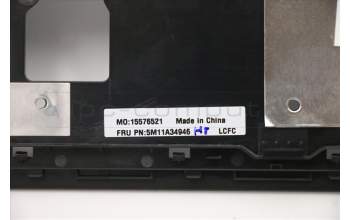 MO:15576521 Made in China
FRU PN:5M11A34946 LCFC